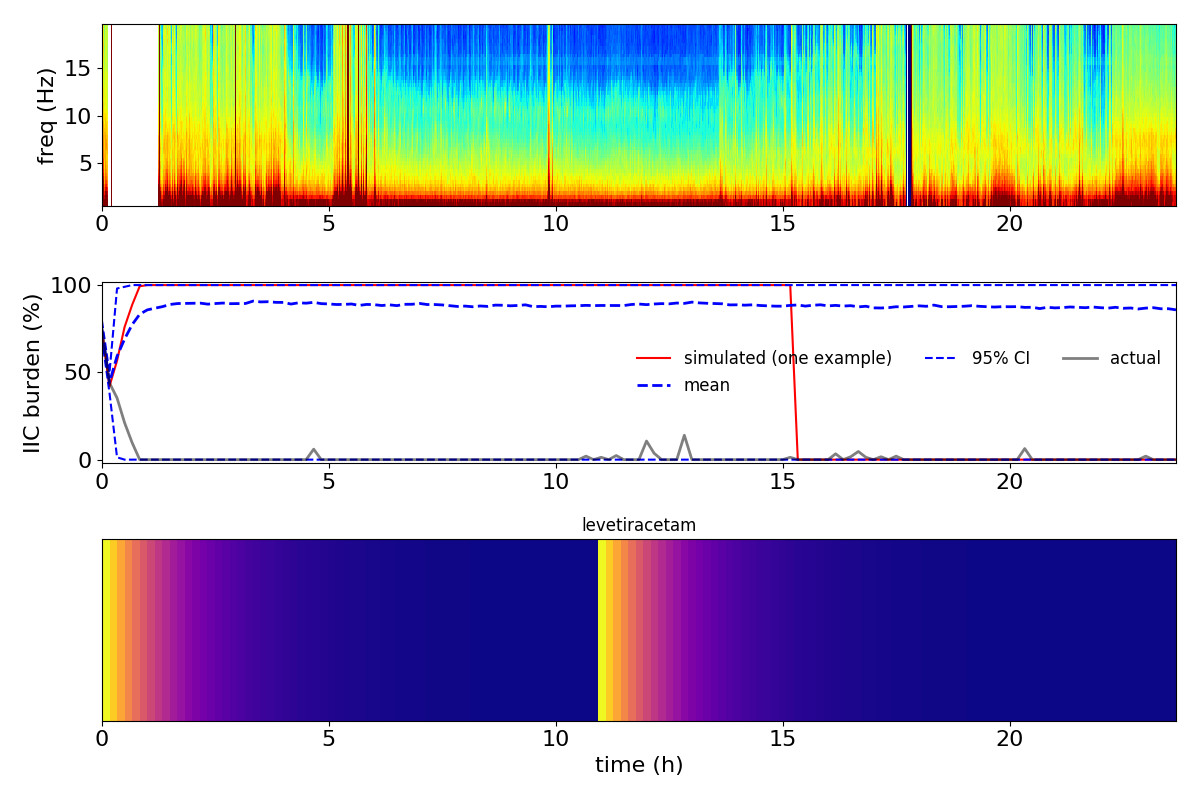 freq (Hz)
15
10
5
0 5 10 15 20
IIC burden (%)
100
50
0
simulated (one example)
mean
95% CI
actual
0 5 10 15 20
levetiracetam
0 5 10 15 20
time (h)